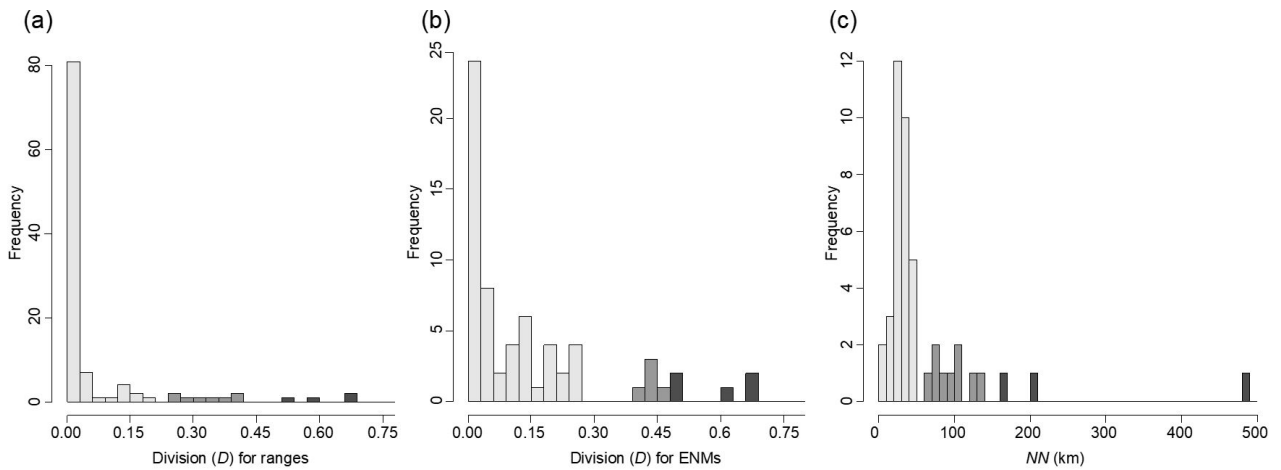 (a)
80
60
40
20
0
Frequency
0.00 0.15 0.30 0.45 0.60 0.75
Division (D) for ranges
(b)
25
20
15
10
5
0
Frequency
0.00 0.15 0.30 0.45 0.6 0.75
Division (D) for ENMs
(c)
12
10
8
6
4
2
0
Frequency
0 100 200 300 400 500
NN (km)